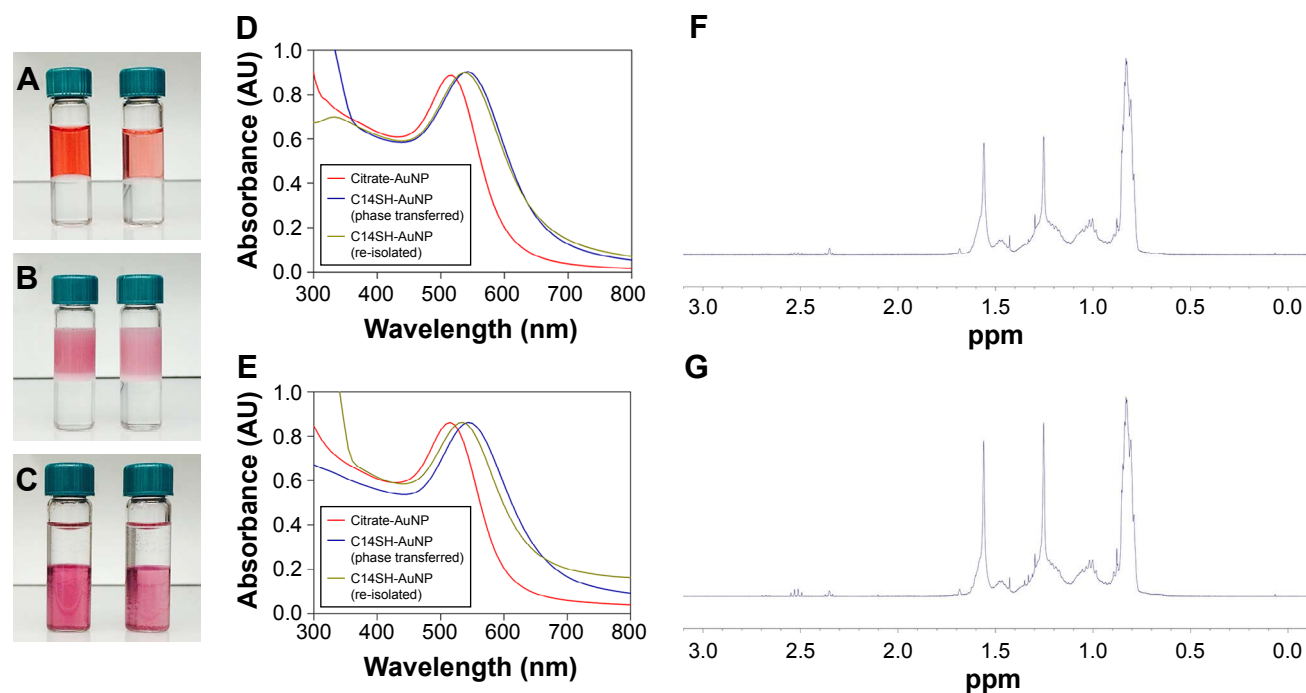 A
B
C
D
Absorbance (AU)
1.0
0.8
0.6
0.4
0.2
0.0
Citrate-AuNP
C14SH-AuNP
(phase transferred)
C14SH-AuNP
(re-isolated)
300 400 500 600 700 800
Wavelength (nm)
E
Absorbance (AU)
1.0
0.8
0.6
0.4
0.2
0.0
Citrate-AuNP
C14SH-AuNP
(phase transferred)
C14SH-AuNP
(re-isolated)
300 400 500 600 700 800
Wavelength (nm)
F
3.0 2.5 2.0 1.5 1.0 0.5 0.0
ppm
G
3.0 2.5 2.0 1.5 1.0 0.5 0.0
ppm